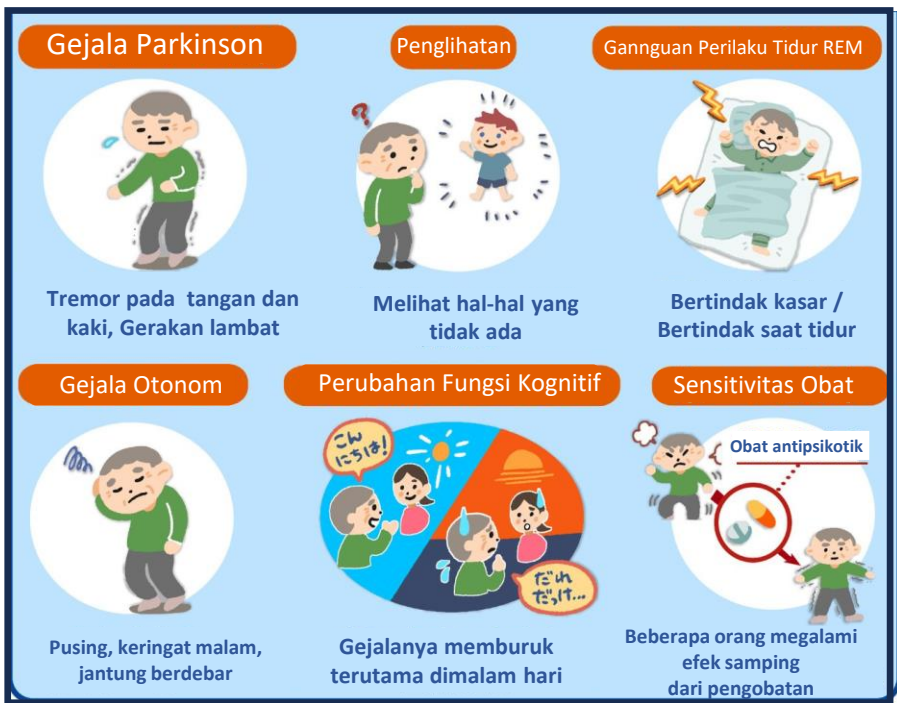 Gejala Parkinson
Penglihatan
Gannguan Perilaku Tidur REM
Tremor pada tangan dan
kaki, Gerakan lambat
Melihat hal-hal yang
tidak ada
Bertindak kasar /
Bertindak saat tidur
Gejala Otonom
Perubahan Fungsi Kognitif
Sensitivitas Obat
こん
にちは!
だれ
だっけ...
Obat antipsikotik
Pusing, keringat malam,
jantung berdebar
Gejalanya memburuk
terutama dimalam hari
Beberapa orang megalami
efek samping
dari pengobatan